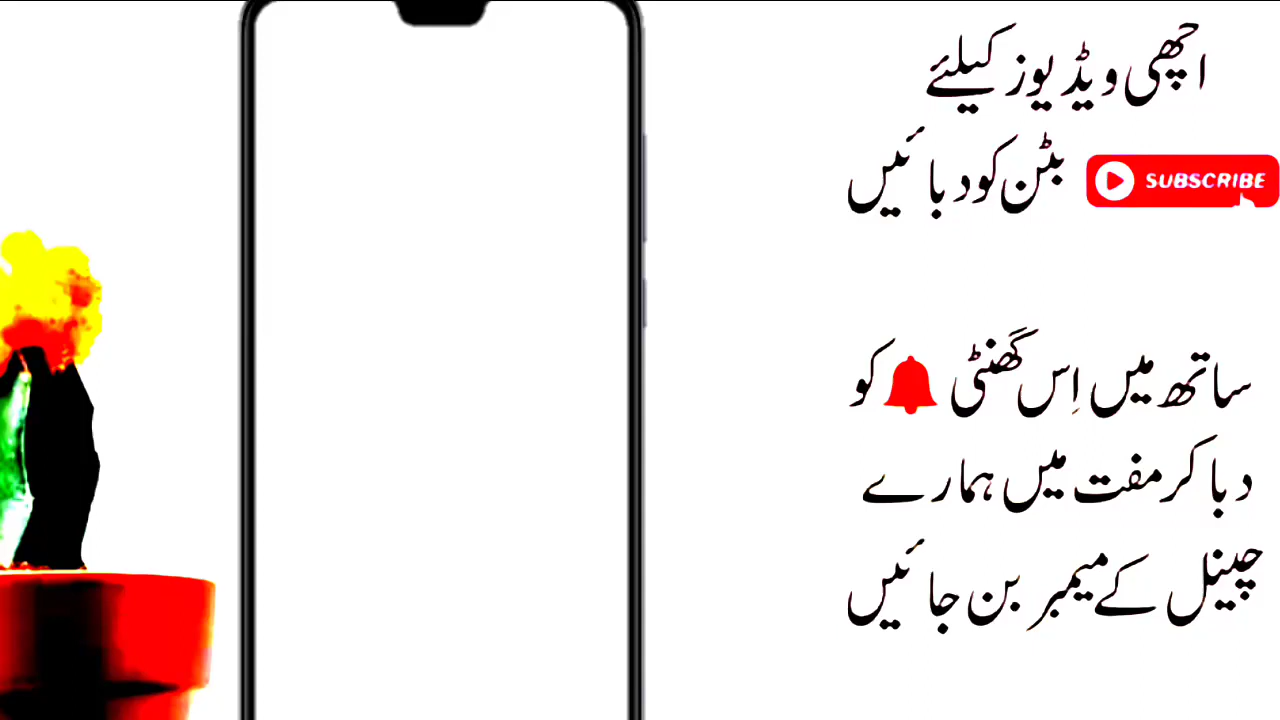 اچھی ویڈیوز کیلئے
SUBSCRIBE بٹن کو دبائیں
ساتھ میں اِس گھنٹی کو
دبا کر مفت میں ہمارے
چینل کے میمبر بن جائیں